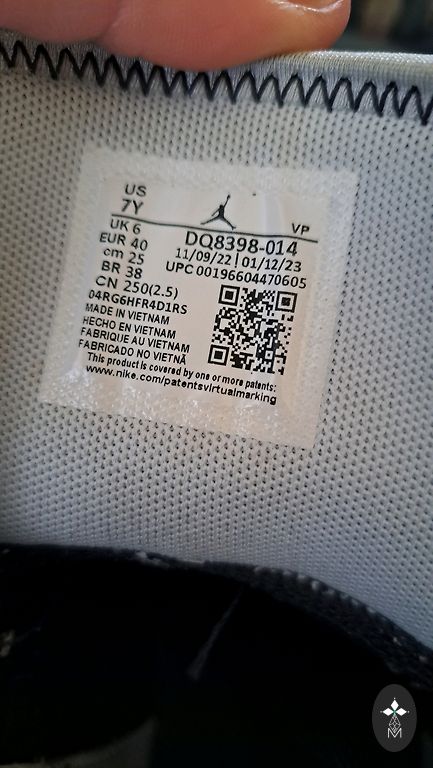 US
7Y
UK 6
EUR 40
cm 25
BR 38
CN 250(2.5)
VP
DQ8398-014
11/09/22 | 01/12/23
UPC 00196604470605
04RG6HFR4D1RS
MADE IN VIETNAM
HECHO EN VIETNAM
FABRIQUE AU VIETNAM
FABRICADO NO VIETNÃ
This product is covered by one or more patents:
www.nike.com/patentsvirtualmarking
M